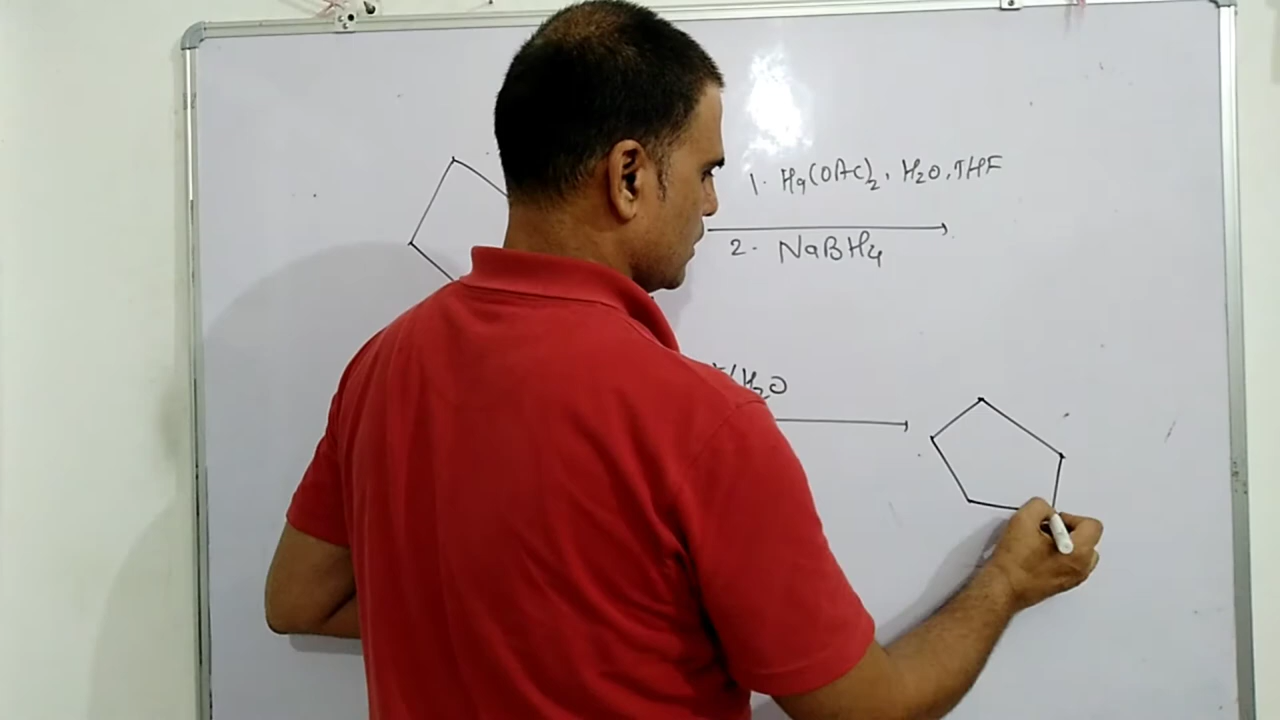 1. Hg(OAc)2, H2O, THF
2. NaBH4
/H2O